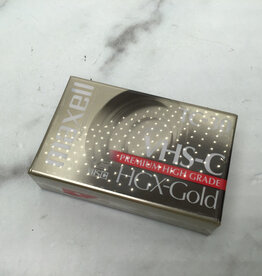 maxell
VHS-C
PREMIUM HIGH GRADE
HGX-Gold